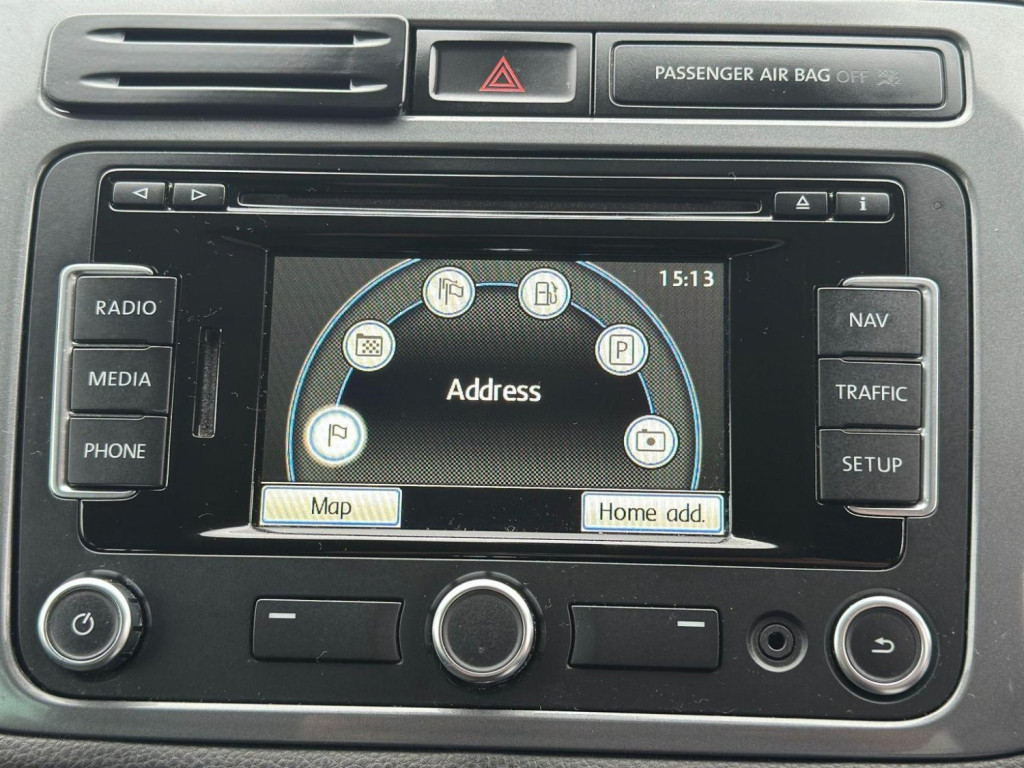 PASSENGER AIR BAG OFF
i
15:13
RADIO
NAV
P
MEDIA
Address
TRAFFIC
PHONE
SETUP
Map
Home add.